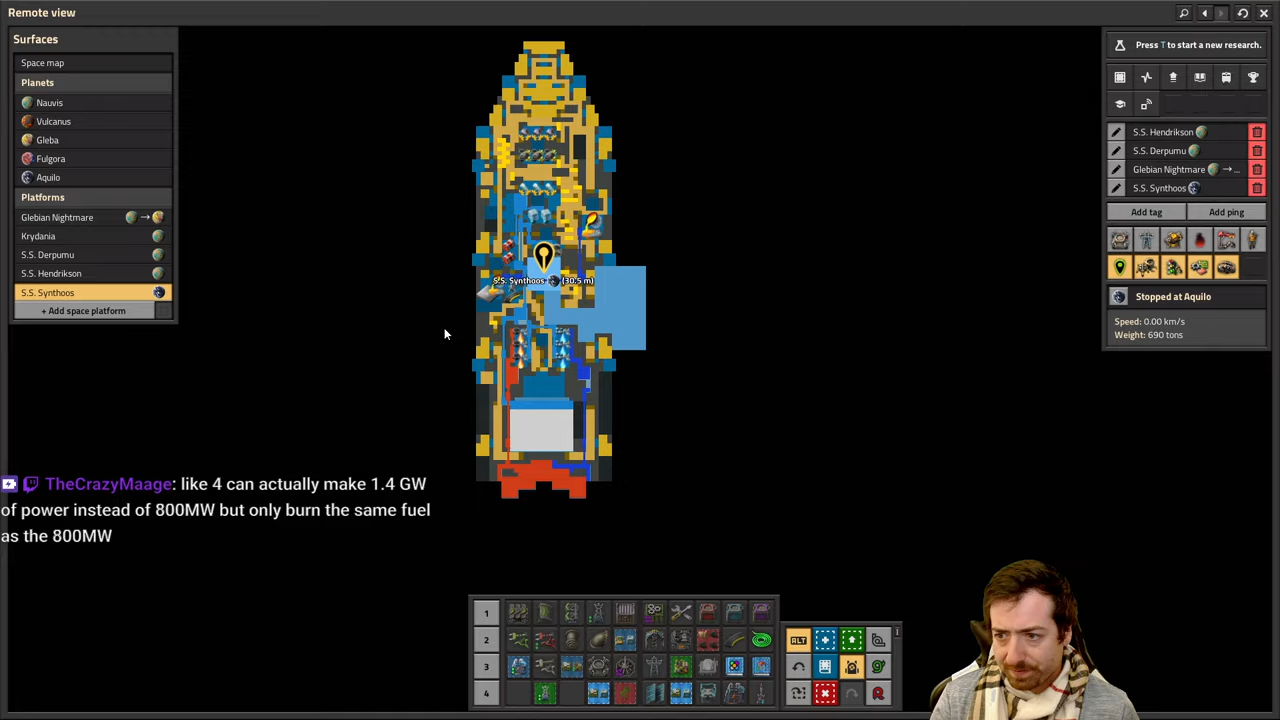 Remote view
Surfaces
Space map
Planets
Nauvis
Vulcanus
Gleba
Fulgora
Aquilo
Platforms
Glebian Nightmare →
Krydania
S.S. Derpumu
S.S. Hendrikson
S.S. Synthoos
+ Add space platform
S.S. Synthoos (30.5 m)
TheCrazyMaage: like 4 can actually make 1.4 GW
of power instead of 800MW but only burn the same fuel
as the 800MW
Press T to start a new research.
S.S. Hendrikson
S.S. Derpumu
Glebian Nightmare →...
S.S. Synthoos
Add tag
Add ping
Stopped at Aquilo
Speed: 0.00 km/s
Weight: 690 tons
1
2
3
4
ALT